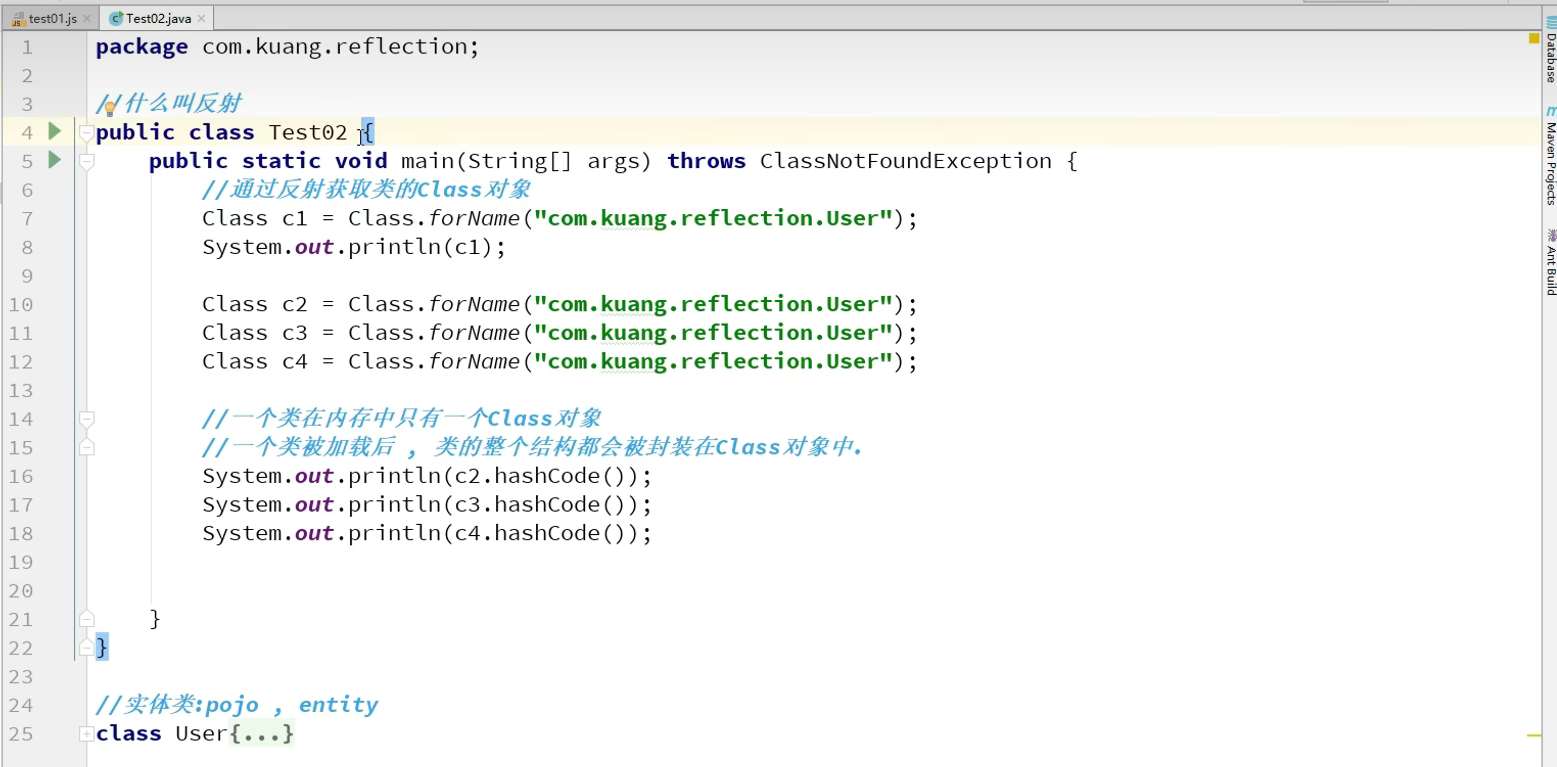 test01.js
Test02.java
1 package com.kuang.reflection;
2
3 //什么叫反射
4 public class Test02 {
5 public static void main(String[] args) throws ClassNotFoundException {
6 //通过反射获取类的Class对象
7 Class c1 = Class.forName("com.kuang.reflection.User");
8 System.out.println(c1);
9
10 Class c2 = Class.forName("com.kuang.reflection.User");
11 Class c3 = Class.forName("com.kuang.reflection.User");
12 Class c4 = Class.forName("com.kuang.reflection.User");
13
14 //一个类在内存中只有一个Class对象
15 //一个类被加载后 , 类的整个结构都会被封装在Class对象中.
16 System.out.println(c2.hashCode());
17 System.out.println(c3.hashCode());
18 System.out.println(c4.hashCode());
19
20
21 }
22 }
23
24 //实体类:pojo , entity
25 class User{...}
Database
Maven Projects
Ant Build